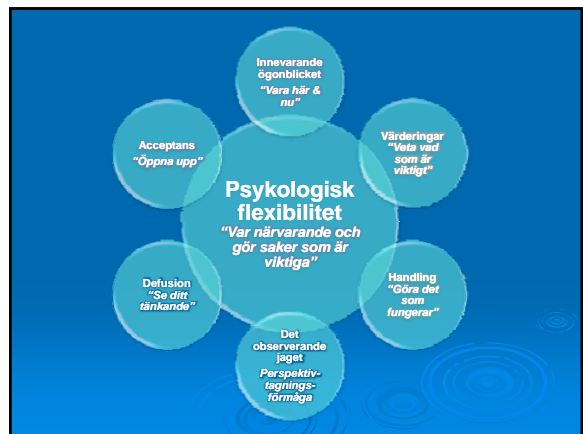 Innevarande
ögonblicket
"Vara här &
nu"
Acceptans
"Öppna upp"
Värderingar
"Veta vad
som är
viktigt"
Psykologisk
flexibilitet
"Var närvarande och
gör saker som är
viktiga"
Defusion
"Se ditt
tänkande"
Handling
"Göra det
som
fungerar"
Det
observerande
jaget
Perspektiv-
tagnings-
förmåga